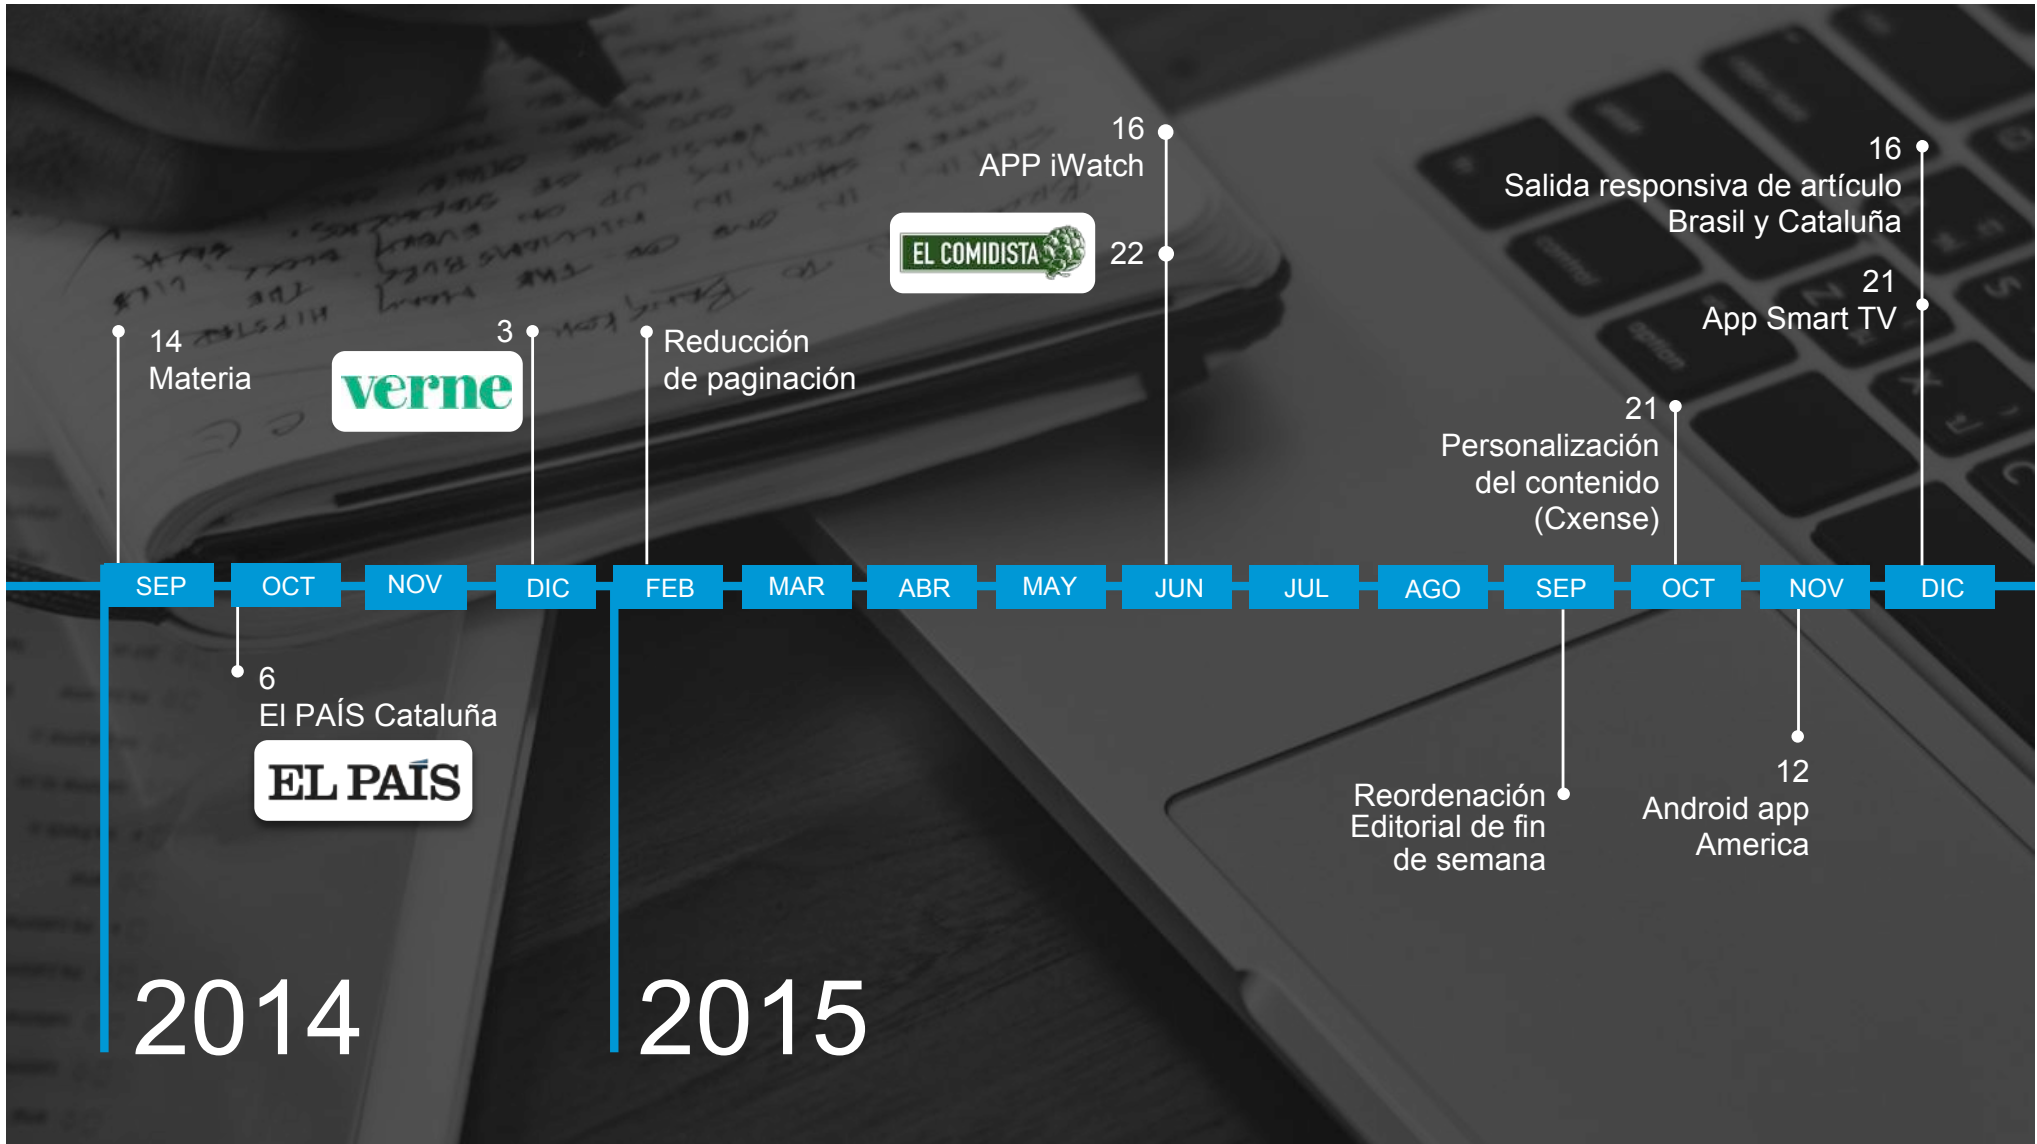 16
APP iWatch
EL COMIDISTA
22
16
Salida responsiva de artículo
Brasil y Cataluña
21
App Smart TV
14
Materia
3
verne
Reducción
de paginación
21
Personalización
del contenido
(Cxense)
SEP
OCT
NOV
DIC
FEB
MAR
ABR
MAY
JUN
JUL
AGO
SEP
OCT
NOV
DIC
6
El PAÍS Cataluña
EL PAÍS
Reordenación
Editorial de fin
de semana
12
Android app
America
2014
2015
control
option